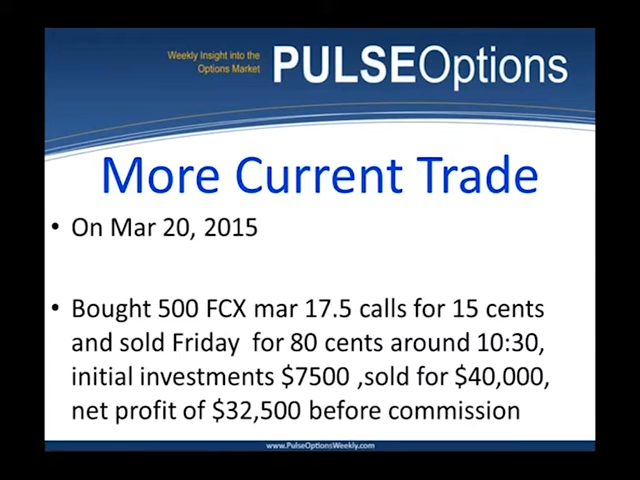 Weekly Insight into the
Options Market
PULSEOptions
More Current Trade
• On Mar 20, 2015
• Bought 500 FCX mar 17.5 calls for 15 cents
and sold Friday for 80 cents around 10:30,
initial investments $7500 ,sold for $40,000,
net profit of $32,500 before commission
www.PulseOptionsWeekly.com